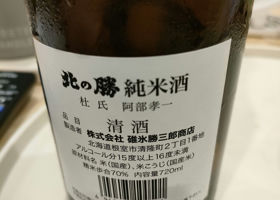 北の勝 純米酒
杜氏 阿部孝一
品目 清酒
製造者 株式会社 碓氷勝三郎商店
北海道根室市清隆町2丁目1番地
アルコール分15度以上16度未満
原材料名/米(国産)、米こうじ(国産米)
精米歩合70% 内容量720ml